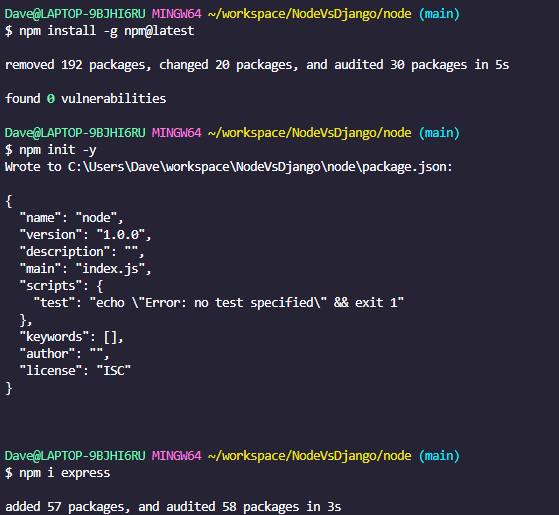 Dave@LAPTOP-9BJHI6RU MINGW64 ~/workspace/NodeVsDjango/node (main)
$ npm install -g npm@latest
removed 192 packages, changed 20 packages, and audited 30 packages in 5s
found 0 vulnerabilities
Dave@LAPTOP-9BJHI6RU MINGW64 ~/workspace/NodeVsDjango/node (main)
$ npm init -y
Wrote to C:\Users\Dave\workspace\NodeVsDjango\node\package.json:
{
  "name": "node",
  "version": "1.0.0",
  "description": "",
  "main": "index.js",
  "scripts": {
    "test": "echo \"Error: no test specified\" && exit 1"
  },
  "keywords": [],
  "author": "",
  "license": "ISC"
}
Dave@LAPTOP-9BJHI6RU MINGW64 ~/workspace/NodeVsDjango/node (main)
$ npm i express
added 57 packages, and audited 58 packages in 3s